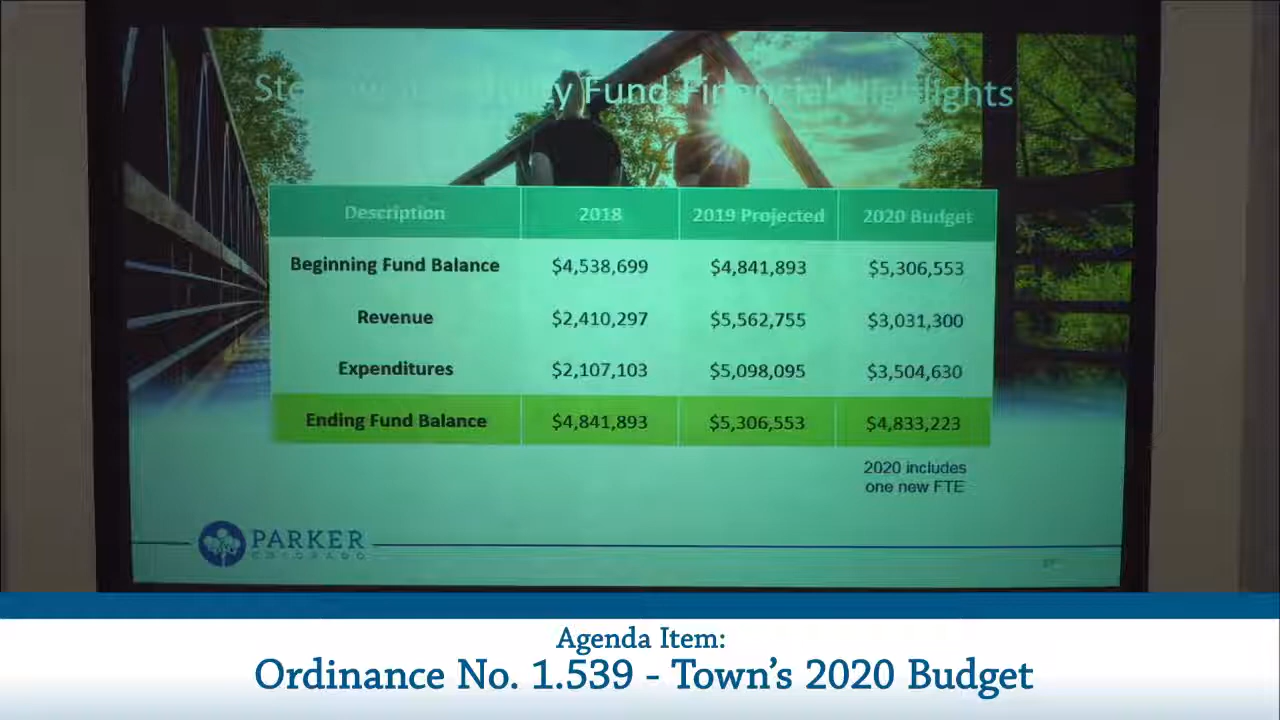 Fund Financial Highlights
Description 2018 2019 Projected 2020 Budget
Beginning Fund Balance $4,538,699 $4,841,893 $5,306,553
Revenue $2,410,297 $5,562,755 $3,031,300
Expenditures $2,107,103 $5,098,095 $3,504,630
Ending Fund Balance $4,841,893 $5,306,553 $4,833,223
2020 includes
one new FTE
PARKER
COLORADO
Agenda Item:
Ordinance No. 1.539 - Town's 2020 Budget